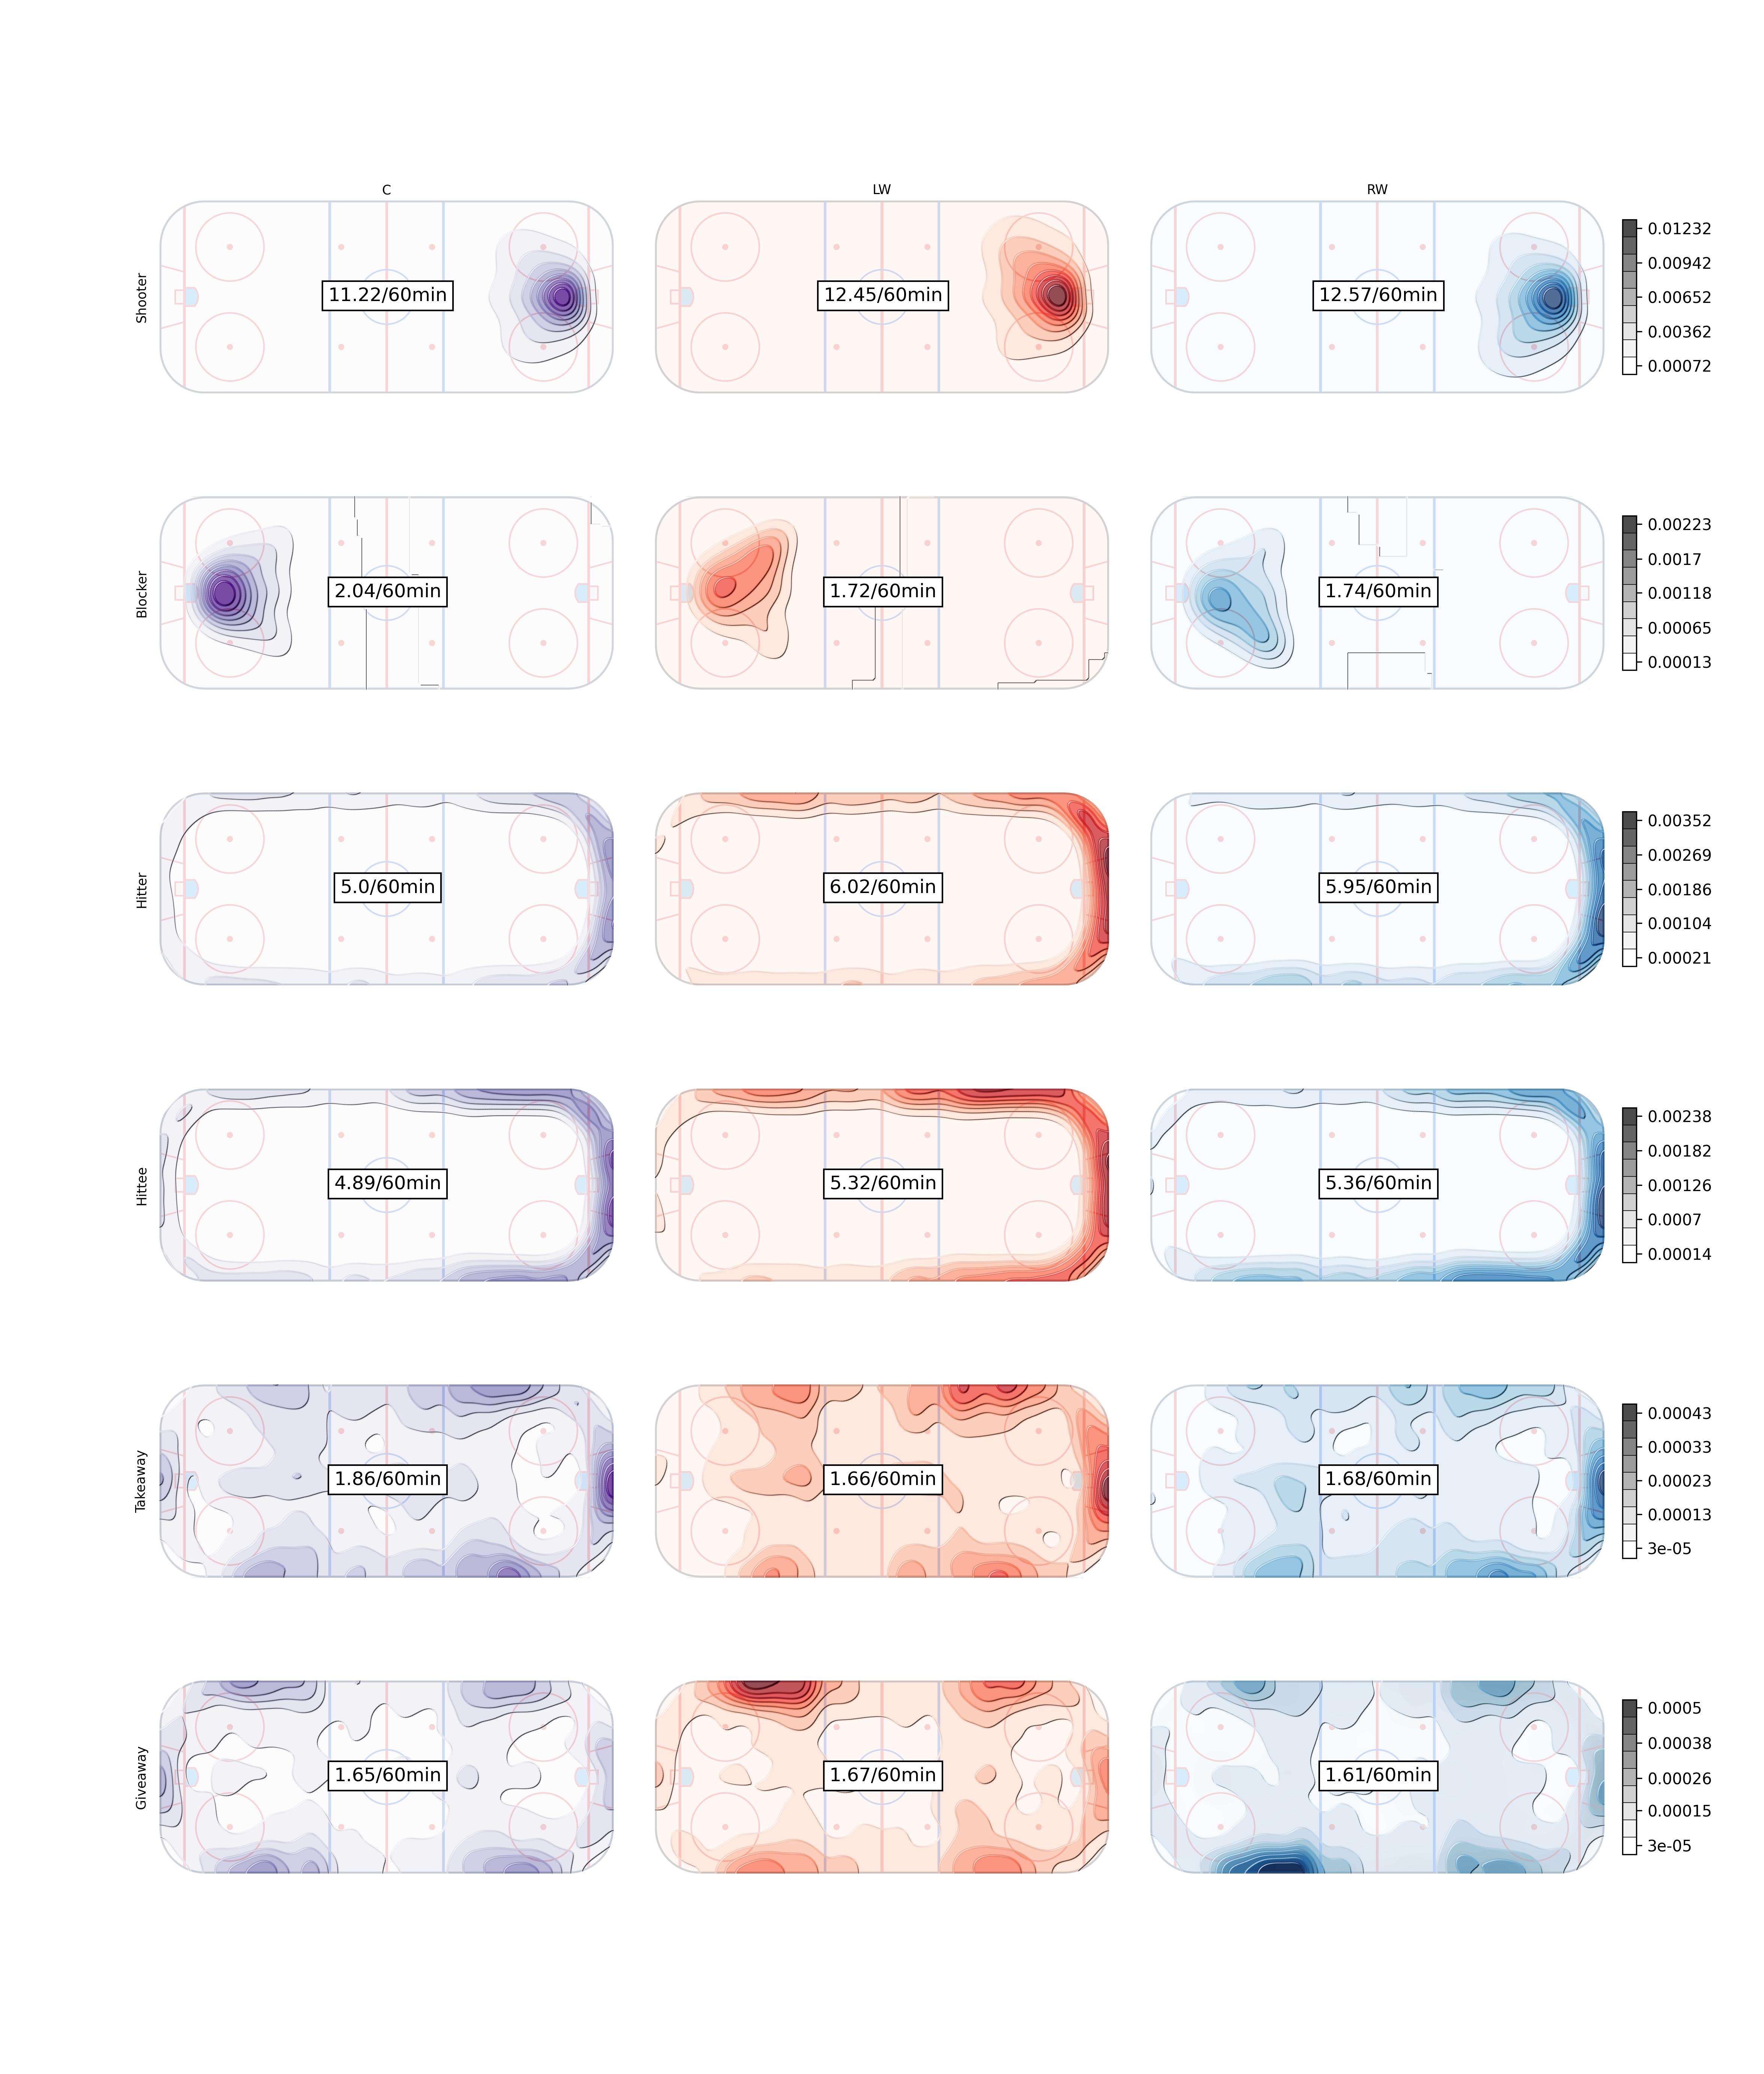 C LW RW
Shooter
11.22/60min 12.45/60min 12.57/60min
0.01232
0.00942
0.00652
0.00362
0.00072
Blocker
2.04/60min 1.72/60min 1.74/60min
0.00223
0.0017
0.00118
0.00065
0.00013
Hitter
5.0/60min 6.02/60min 5.95/60min
0.00352
0.00269
0.00186
0.00104
0.00021
Hittee
4.89/60min 5.32/60min 5.36/60min
0.00238
0.00182
0.00126
0.0007
0.00014
Takeaway
1.86/60min 1.66/60min 1.68/60min
0.00043
0.00033
0.00023
0.00013
3e-05
Giveaway
1.65/60min 1.67/60min 1.61/60min
0.0005
0.00038
0.00026
0.00015
3e-05